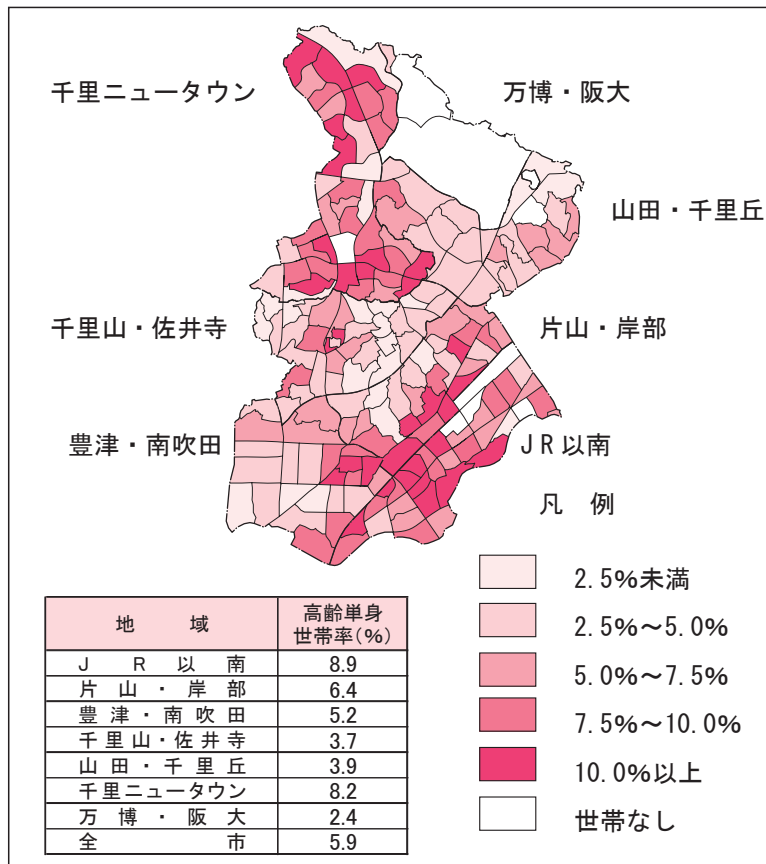 千里ニュータウン
万博・阪大
山田・千里丘
千里山・佐井寺
片山・岸部
豊津・南吹田
JR以南
凡 例
2.5%未満
2.5%～5.0%
5.0%～7.5%
7.5%～10.0%
10.0%以上
世帯なし
地 域 高齢単身世帯率(%)
J R 以 南 8.9
片 山 ・ 岸 部 6.4
豊 津 ・ 南 吹 田 5.2
千 里 山 ・ 佐 井 寺 3.7
山 田 ・ 千 里 丘 3.9
千里ニュータウン 8.2
万 博 ・ 阪 大 2.4
全 市 5.9